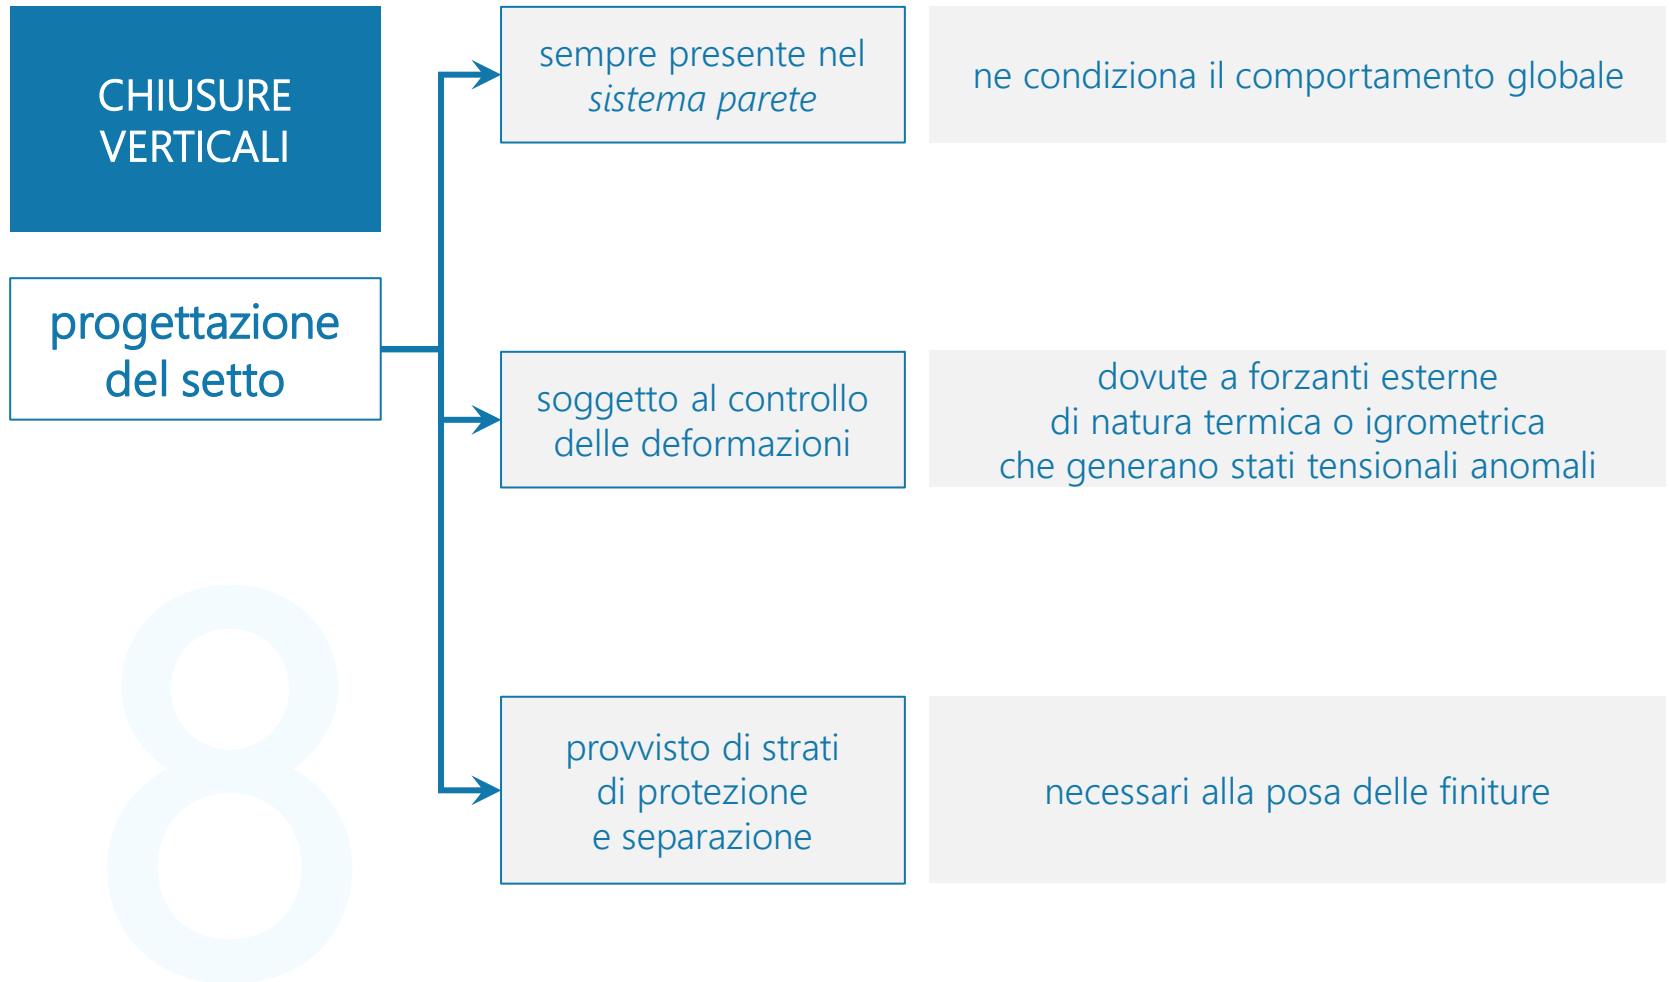 CHIUSURE
VERTICALI
progettazione
del setto
sempre presente nel
sistema parete
ne condiziona il comportamento globale
soggetto al controllo
delle deformazioni
dovute a forzanti esterne
di natura termica o igrometrica
che generano stati tensionali anomali
provvisto di strati
di protezione
e separazione
necessari alla posa delle finiture
8